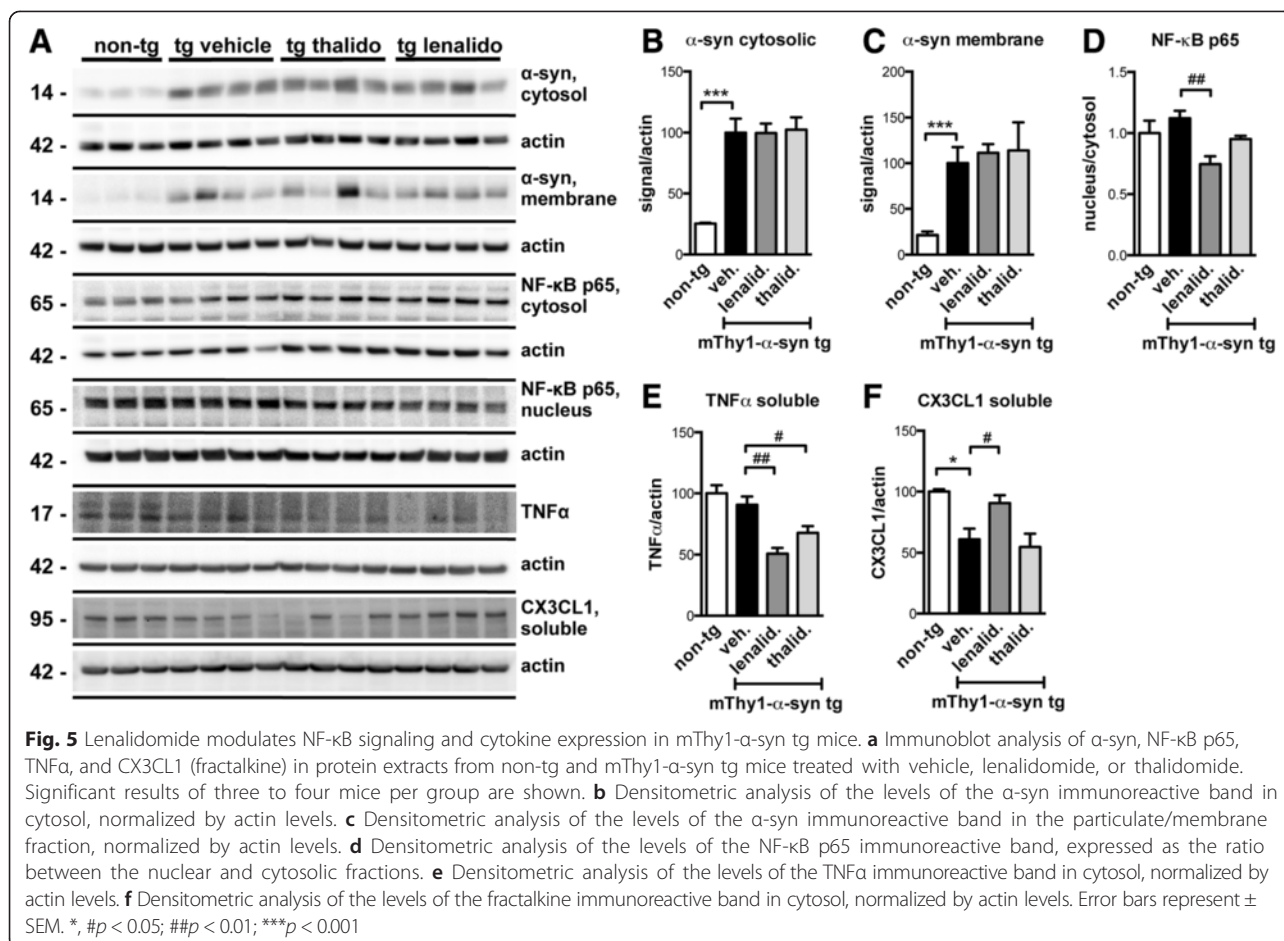 A
non-tg tg vehicle tg thalido tg lenalido
14 - α-syn,
cytosol
42 - actin
14 - α-syn,
membrane
42 - actin
65 - NF-κB p65,
cytosol
42 - actin
65 - NF-κB p65,
nucleus
42 - actin
17 - TNFα
42 - actin
95 - CX3CL1,
soluble
42 - actin
B α-syn cytosolic
signal/actin
150
100
50
0
***
non-tg veh. lenalid. thalid.
mThy1-α-syn tg
C α-syn membrane
signal/actin
200
150
100
50
0
***
non-tg veh. lenalid. thalid.
mThy1-α-syn tg
D NF-κB p65
nucleus/cytosol
1.5
1.0
0.5
0.0
##
non-tg veh. lenalid. thalid.
mThy1-α-syn tg
E TNFα soluble
TNFα/actin
150
100
50
0
#
##
non-tg veh. lenalid. thalid.
mThy1-α-syn tg
F CX3CL1 soluble
CX3CL1/actin
150
100
50
0
* #
non-tg veh. lenalid. thalid.
mThy1-α-syn tg
Fig. 5 Lenalidomide modulates NF-κB signaling and cytokine expression in mThy1-α-syn tg mice. a Immunoblot analysis of α-syn, NF-κB p65,
TNFα, and CX3CL1 (fractalkine) in protein extracts from non-tg and mThy1-α-syn tg mice treated with vehicle, lenalidomide, or thalidomide.
Significant results of three to four mice per group are shown. b Densitometric analysis of the levels of the α-syn immunoreactive band in
cytosol, normalized by actin levels. c Densitometric analysis of the levels of the α-syn immunoreactive band in the particulate/membrane
fraction, normalized by actin levels. d Densitometric analysis of the levels of the NF-κB p65 immunoreactive band, expressed as the ratio
between the nuclear and cytosolic fractions. e Densitometric analysis of the levels of the TNFα immunoreactive band in cytosol, normalized by
actin levels. f Densitometric analysis of the levels of the fractalkine immunoreactive band in cytosol, normalized by actin levels. Error bars represent ±
SEM. *, #p < 0.05; ##p < 0.01; ***p < 0.001